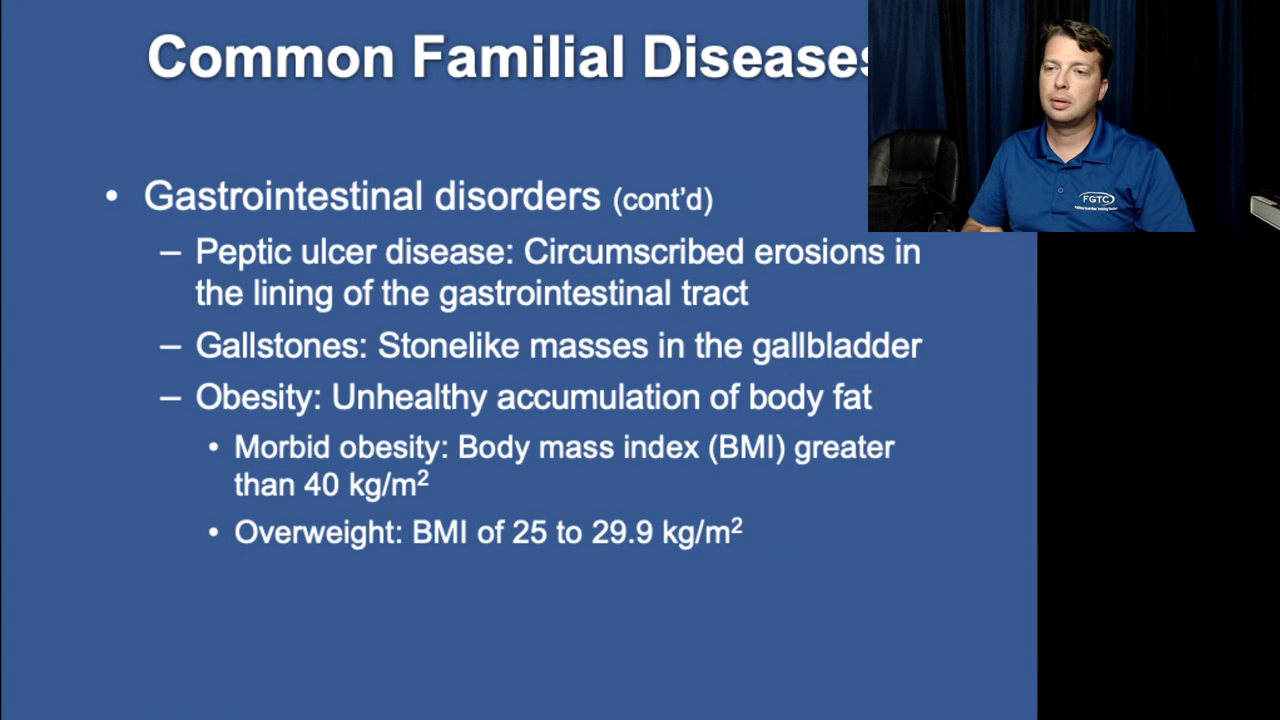 Common Familial Diseases
• Gastrointestinal disorders (cont’d)
– Peptic ulcer disease: Circumscribed erosions in
the lining of the gastrointestinal tract
– Gallstones: Stonelike masses in the gallbladder
– Obesity: Unhealthy accumulation of body fat
• Morbid obesity: Body mass index (BMI) greater
than 40 kg/m²
• Overweight: BMI of 25 to 29.9 kg/m²
FGTC